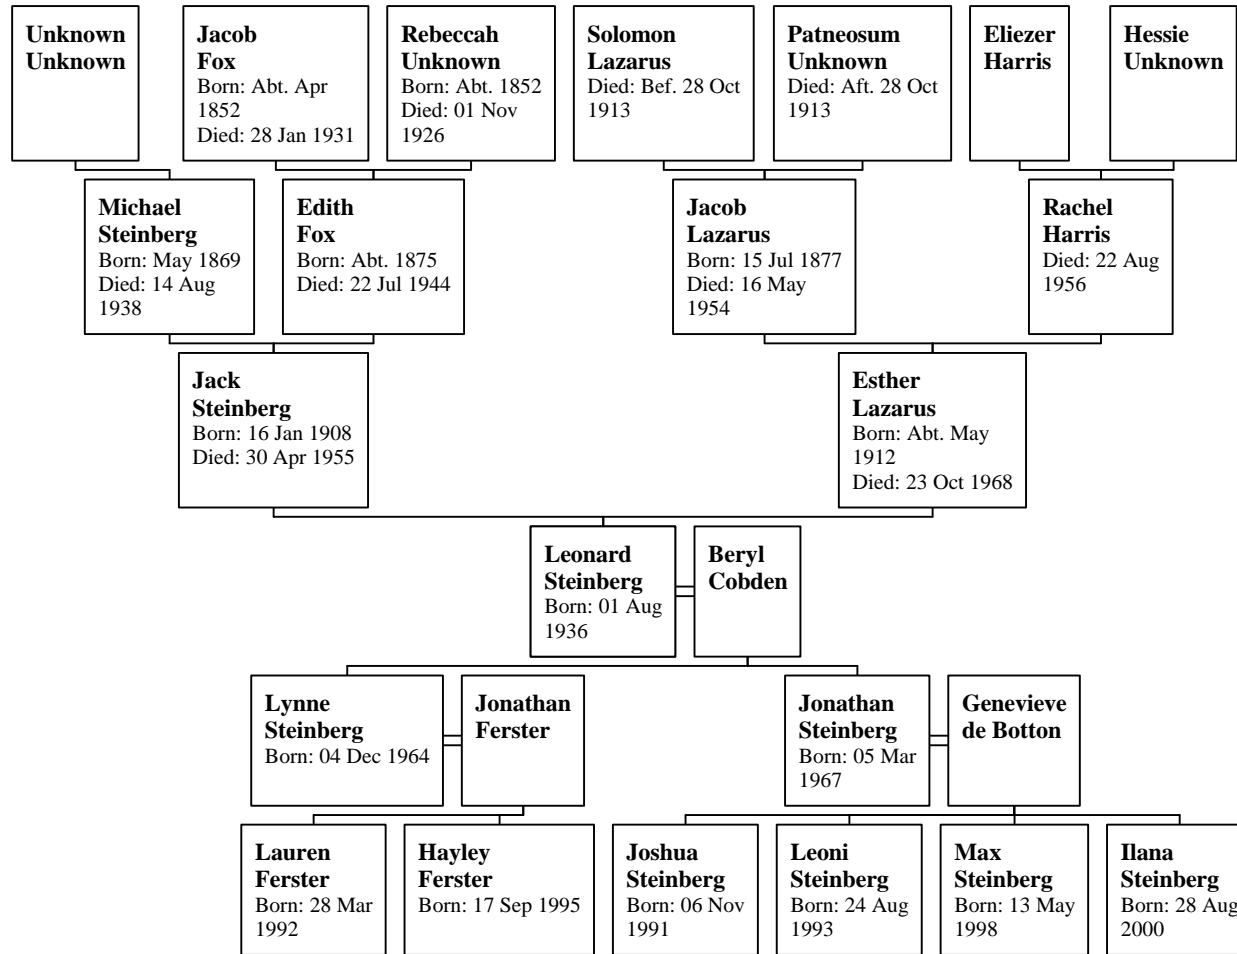 Unknown
Unknown
Jacob
Fox
Born: Abt. Apr
1852
Died: 28 Jan 1931
Rebeccah
Unknown
Born: Abt. 1852
Died: 01 Nov
1926
Solomon
Lazarus
Died: Bef. 28 Oct
1913
Patneosum
Unknown
Died: Aft. 28 Oct
1913
Eliezer
Harris
Hessie
Unknown
Michael
Steinberg
Born: May 1869
Died: 14 Aug
1938
Edith
Fox
Born: Abt. 1875
Died: 22 Jul 1944
Jacob
Lazarus
Born: 15 Jul 1877
Died: 16 May
1954
Rachel
Harris
Died: 22 Aug
1956
Jack
Steinberg
Born: 16 Jan 1908
Died: 30 Apr 1955
Esther
Lazarus
Born: Abt. May
1912
Died: 23 Oct 1968
Leonard
Steinberg
Born: 01 Aug
1936
Beryl
Cobden
Lynne
Steinberg
Born: 04 Dec 1964
Jonathan
Ferster
Jonathan
Steinberg
Born: 05 Mar
1967
Genevieve
de Botton
Lauren
Ferster
Born: 28 Mar
1992
Hayley
Ferster
Born: 17 Sep 1995
Joshua
Steinberg
Born: 06 Nov
1991
Leoni
Steinberg
Born: 24 Aug
1993
Max
Steinberg
Born: 13 May
1998
Ilana
Steinberg
Born: 28 Aug
2000